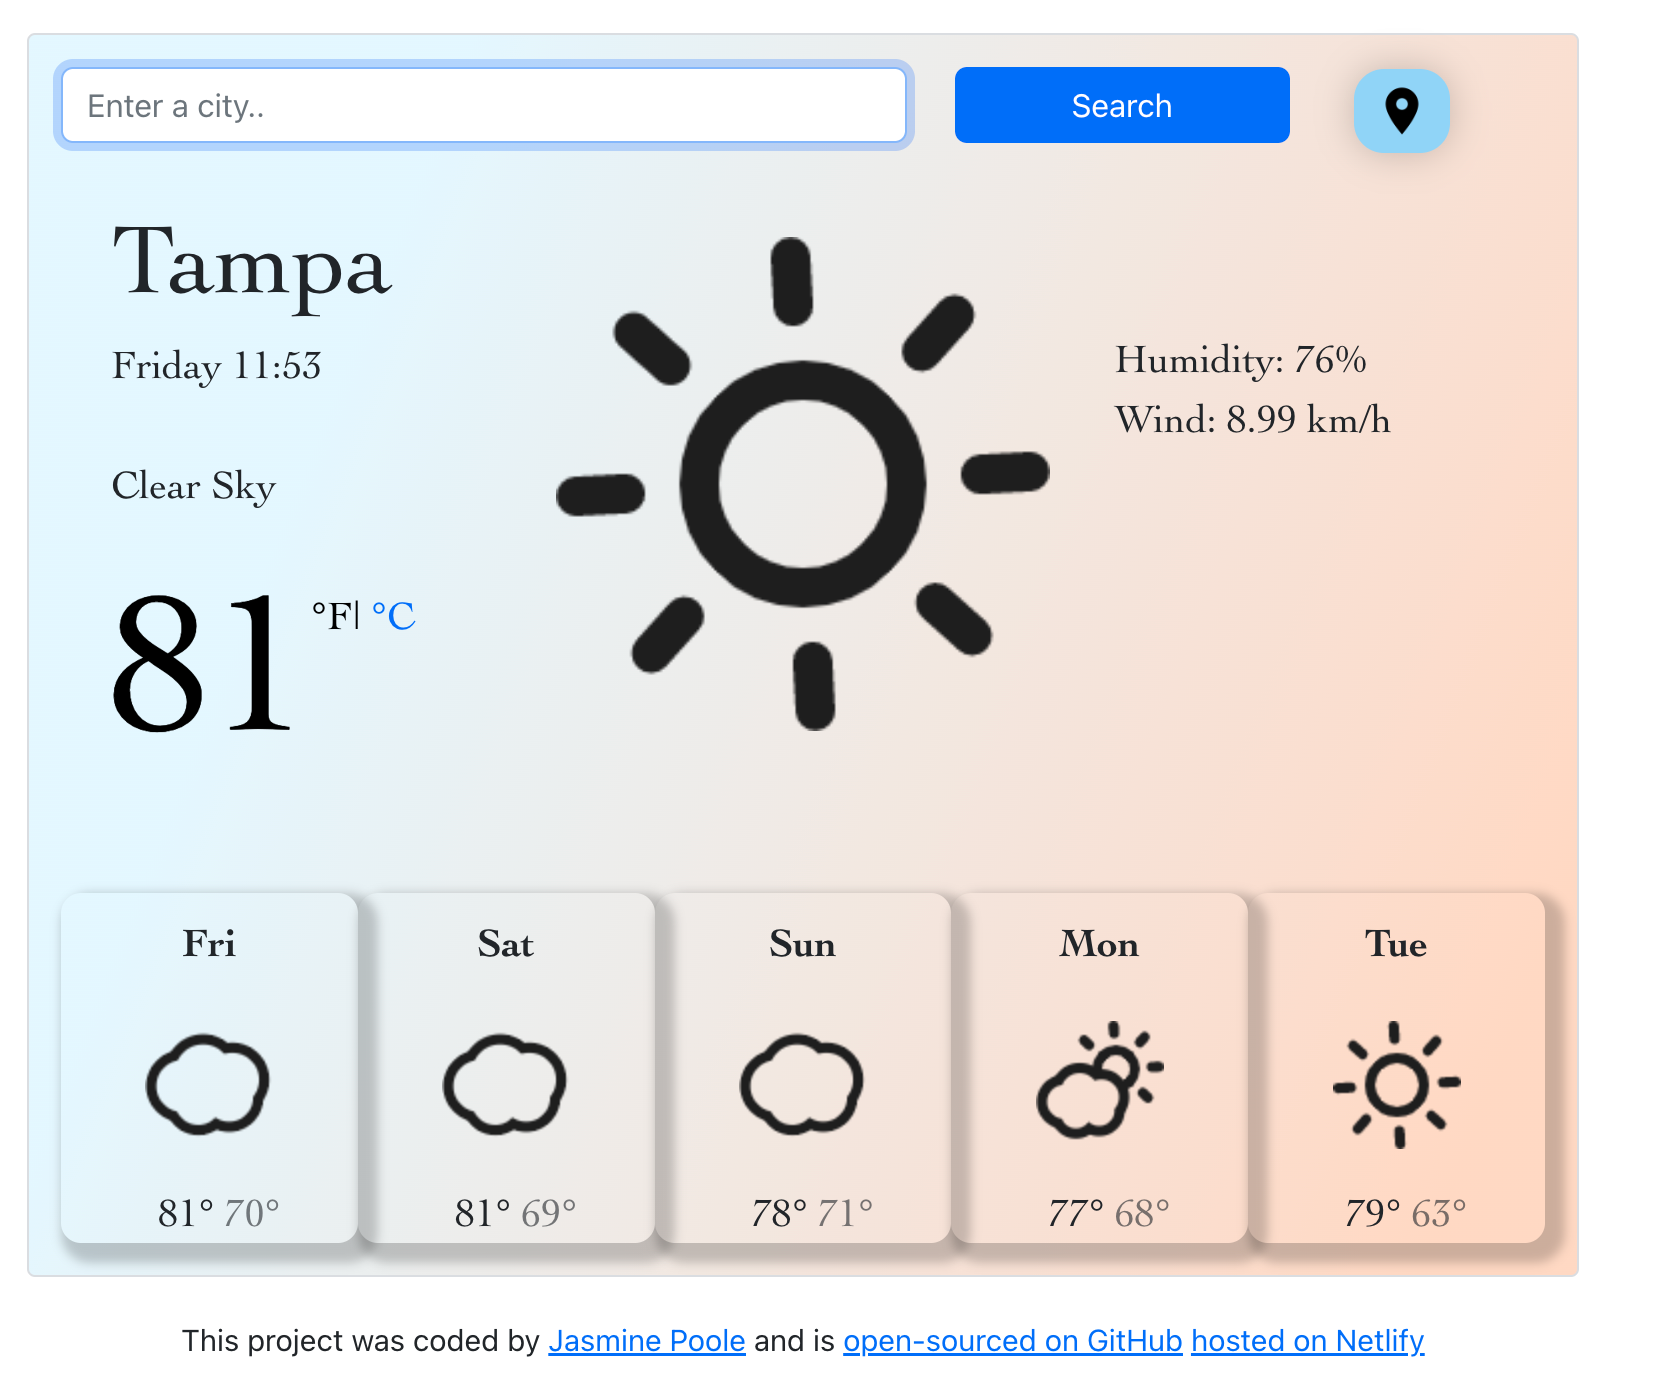 Enter a city..
Search
Tampa
Friday 11:53
Humidity: 76%
Wind: 8.99 km/h
Clear Sky
81 °F| °C
Fri Sat Sun Mon Tue
81° 70° 81° 69° 78° 71° 77° 68° 79° 63°
This project was coded by Jasmine Poole and is open-sourced on GitHub hosted on Netlify